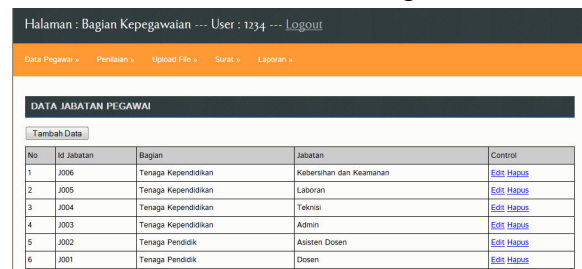 Halaman : Bagian Kepegawaian --- User : 1234 --- Logout
Data Pegawai » Penilaian » Upload File » Surat » Laporan »
DATA JABATAN PEGAWAI
Tambah Data
No Id Jabatan Bagian Jabatan Control
1 J006 Tenaga Kependidikan Kebersihan dan Keamanan Edit Hapus
2 J005 Tenaga Kependidikan Laboran Edit Hapus
3 J004 Tenaga Kependidikan Teknisi Edit Hapus
4 J003 Tenaga Kependidikan Admin Edit Hapus
5 J002 Tenaga Pendidik Asisten Dosen Edit Hapus
6 J001 Tenaga Pendidik Dosen Edit Hapus